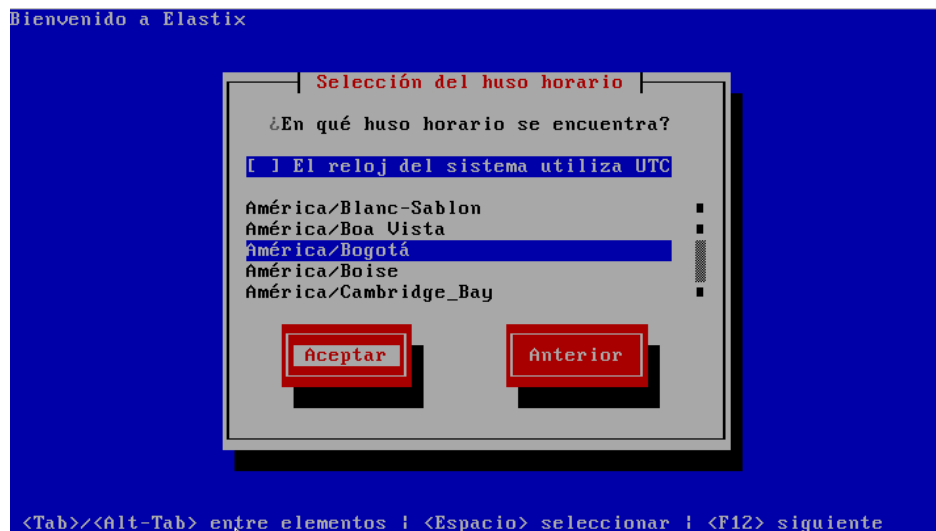 Bienvenido a Elastix
Selección del huso horario
¿En qué huso horario se encuentra?
[ ] El reloj del sistema utiliza UTC
América/Blanc-Sablon
América/Boa Vista
América/Bogotá
América/Boise
América/Cambridge_Bay
Aceptar
Anterior
<Tab>/<Alt-Tab> entre elementos | <Espacio> seleccionar | <F12> siguiente